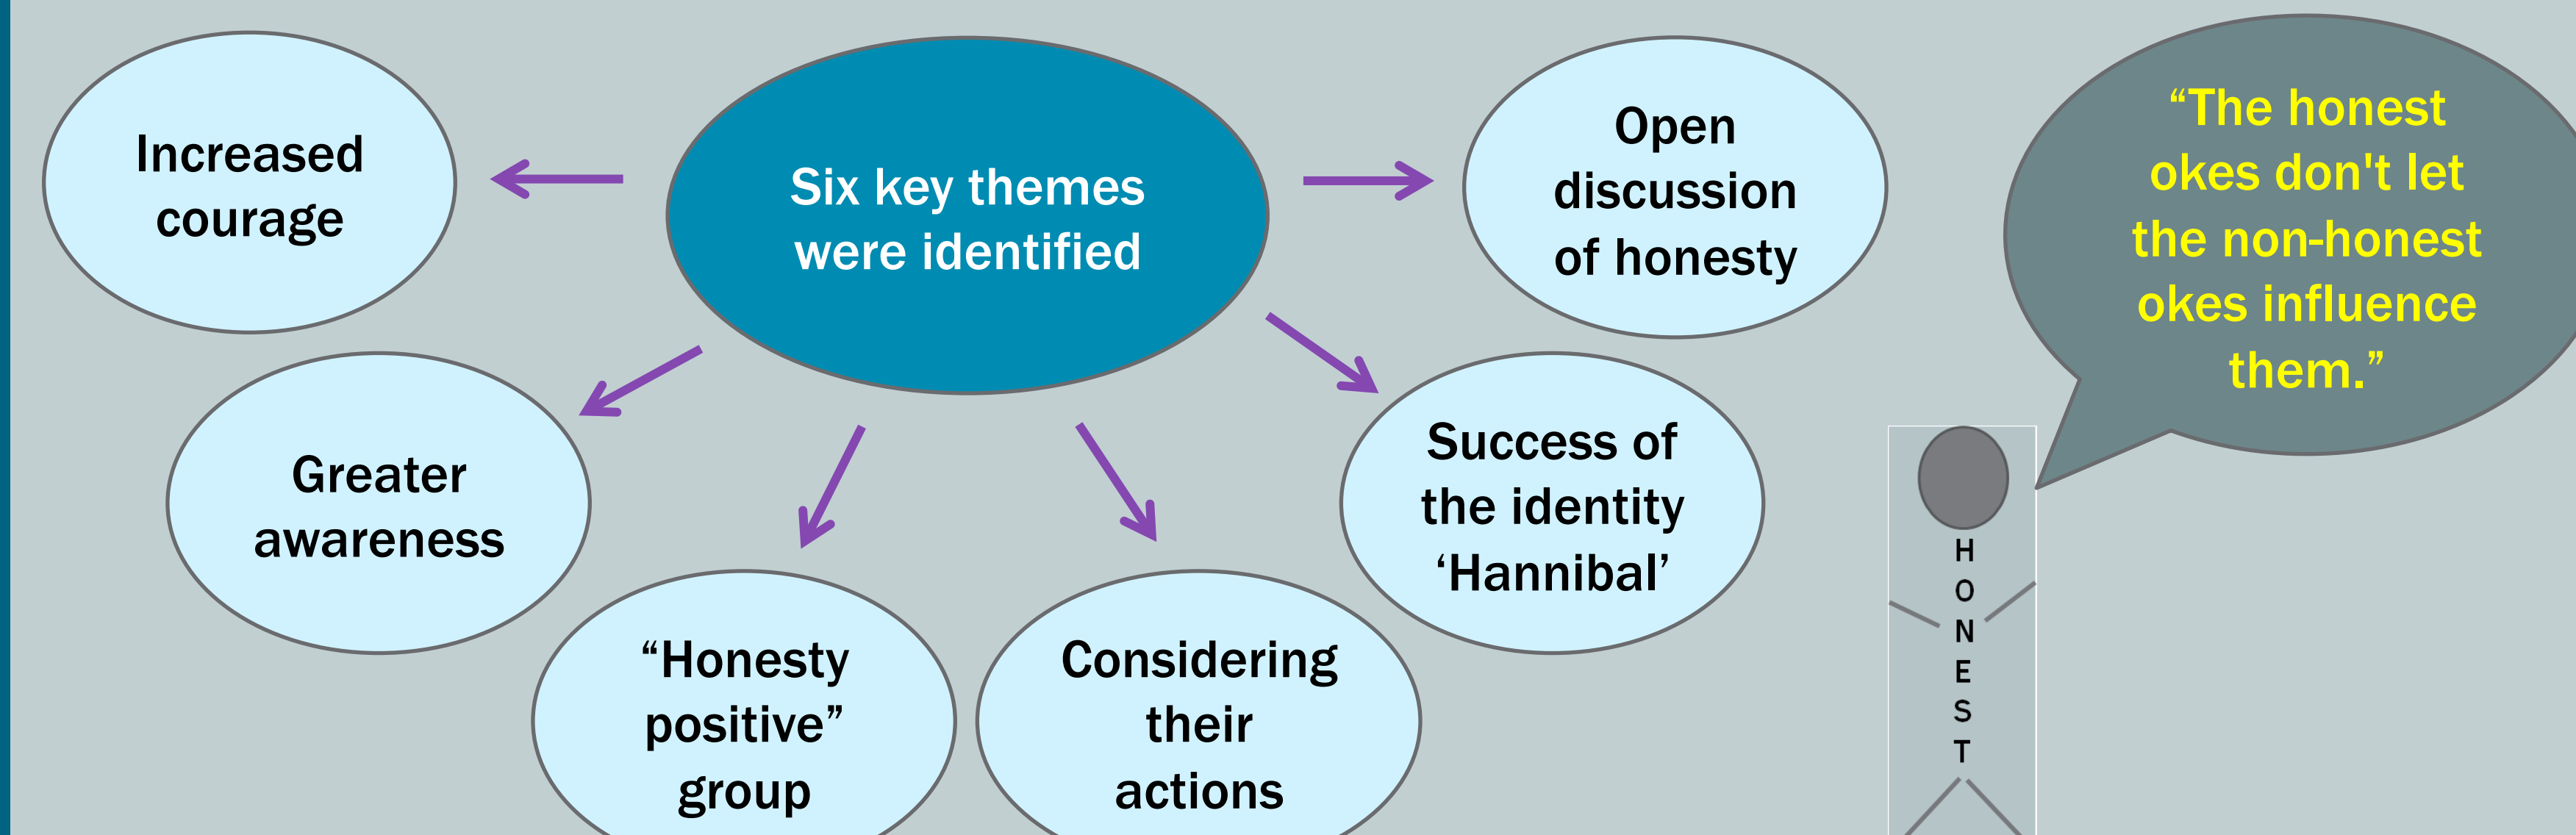 Increased
courage
Six key themes
were identified
Open
discussion
of honesty
“The honest
okes don't let
the non-honest
okes influence
them.”
Greater
awareness
Success of
the identity
‘Hannibal’
“Honesty
positive”
group
Considering
their
actions
H
O
N
E
S
T